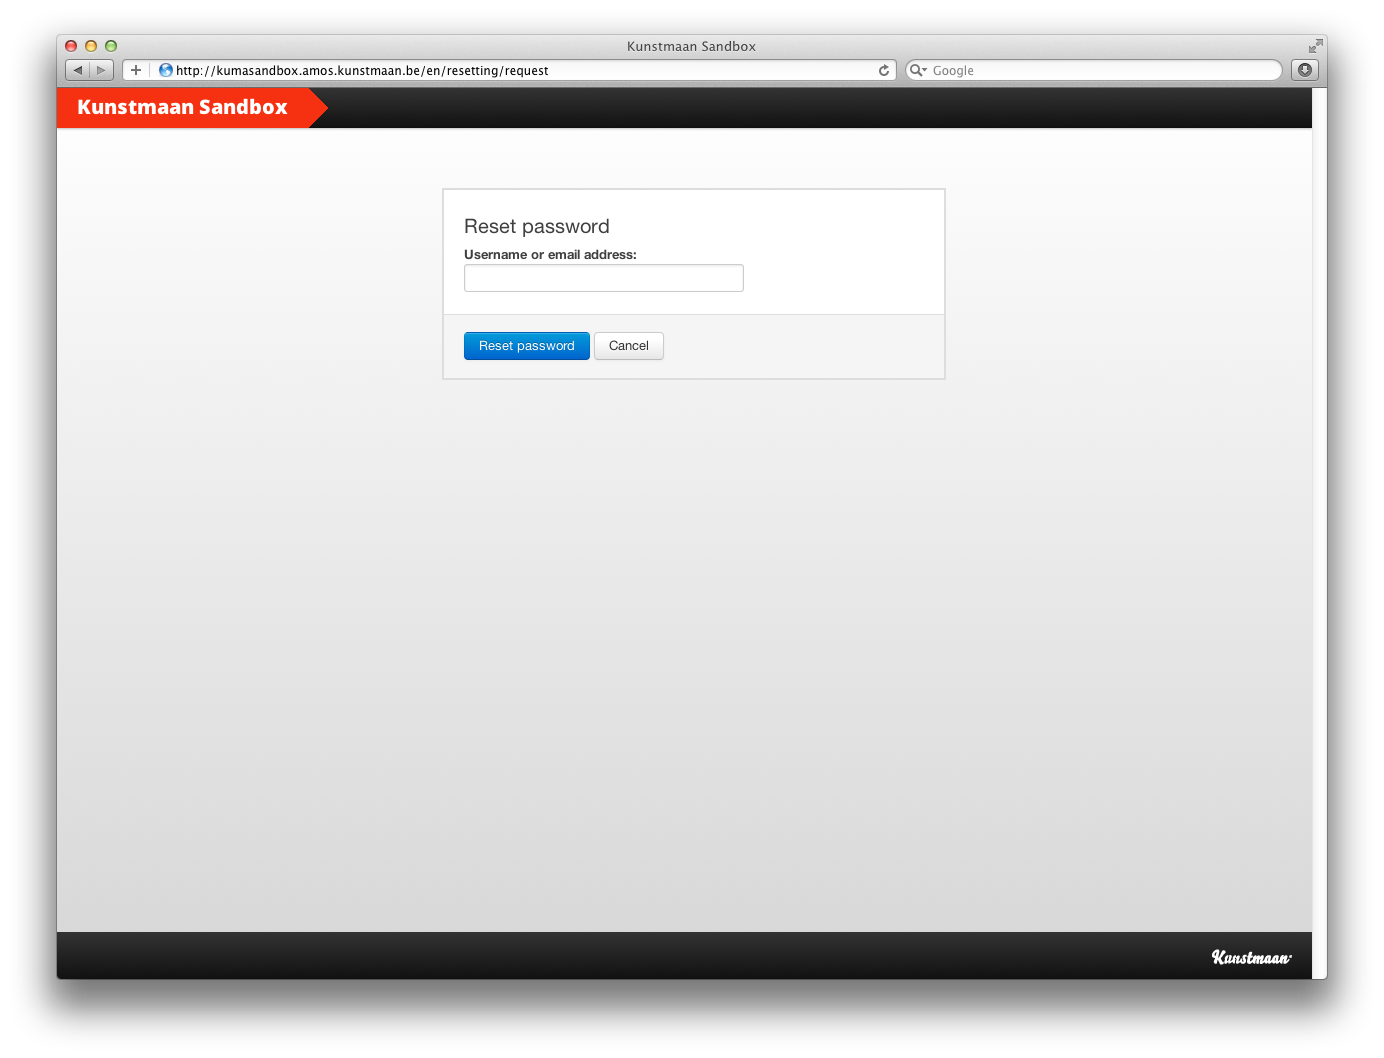 Kunstmaan Sandbox
http://kumasandbox.amos.kunstmaan.be/en/resetting/request
Google
Kunstmaan Sandbox
Reset password
Username or email address:
Reset password
Cancel
Kunstmaan